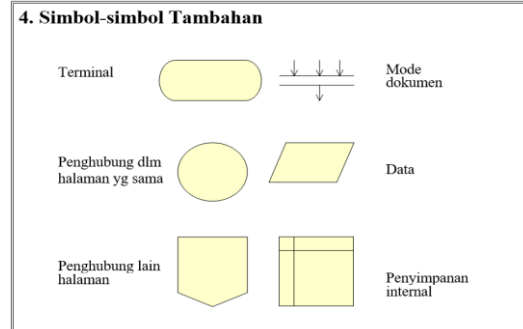 4. Simbol-simbol Tambahan
Terminal
Mode
dokumen
Penghubung dlm
halaman yg sama
Data
Penghubung lain
halaman
Penyimpanan
internal